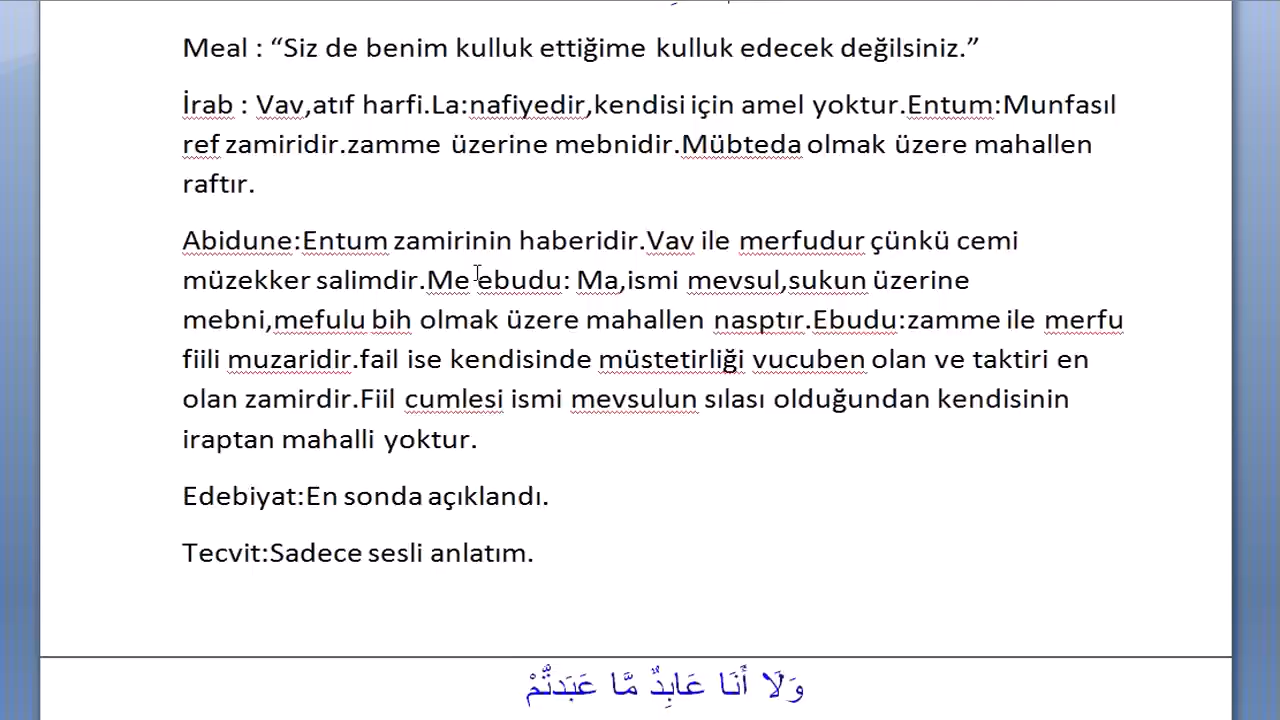 Meal : “Siz de benim kulluk ettiğime kulluk edecek değilsiniz.”
İrab : Vav,atıf harfi.La:nafiyedir,kendisi için amel yoktur.Entum:Munfasıl
ref zamiridir.zamme üzerine mebnidir.Mübteda olmak üzere mahallen
raftır.
Abidune:Entum zamirinin haberidir.Vav ile merfudur çünkü cemi
müzekker salimdir.Me ebudu: Ma,ismi mevsul,sukun üzerine
mebni,mefulu bih olmak üzere mahallen nasptır.Ebudu:zamme ile merfu
fiili muzaridir.fail ise kendisinde müstetirliği vucuben olan ve taktiri en
olan zamirdir.Fiil cumlesi ismi mevsulun sılası olduğundan kendisinin
iraptan mahalli yoktur.
Edebiyat:En sonda açıklandı.
Tecvit:Sadece sesli anlatım.
وَلَا أَنَا عَابِدٌ مَّا عَبَدتُّمْ